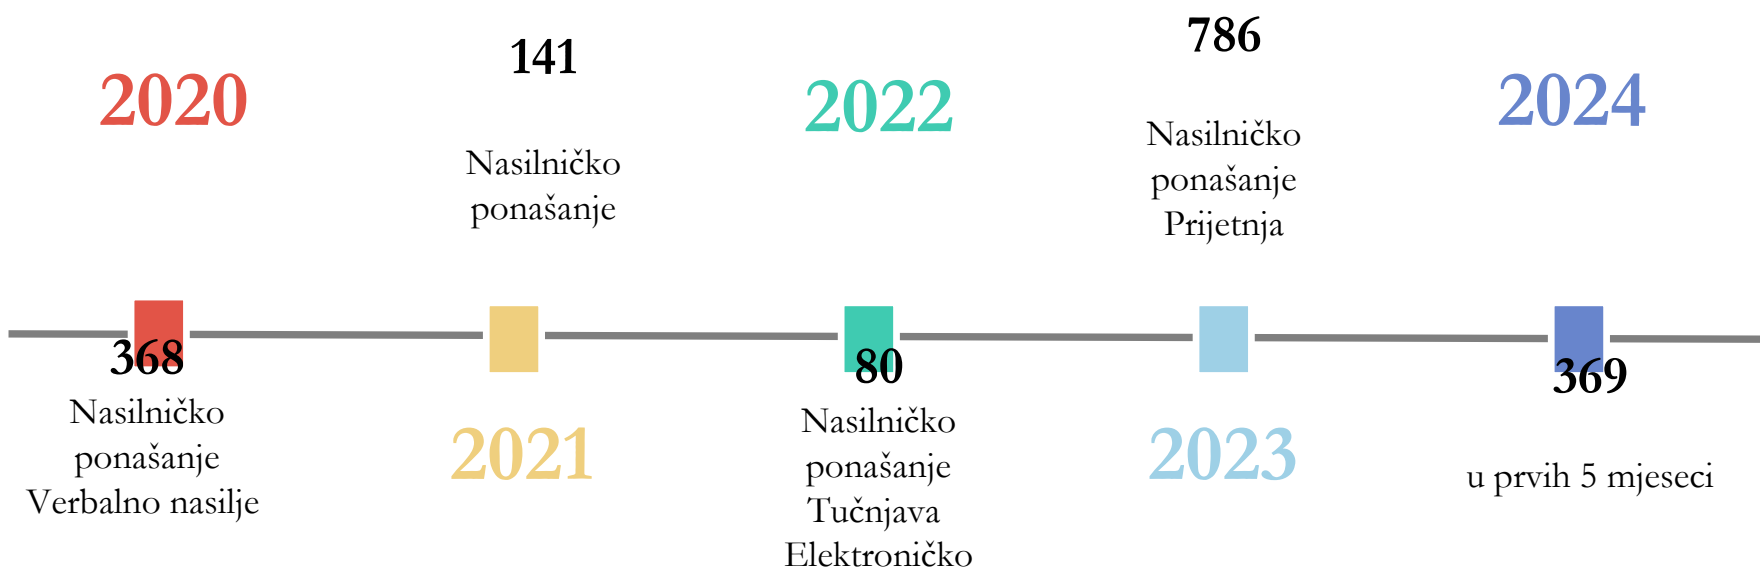 2020
368
Nasilničko
ponašanje
Verbalno nasilje
141
Nasilničko
ponašanje
2021
2022
80
Nasilničko
ponašanje
Tučnjava
Elektroničko
786
Nasilničko
ponašanje
Prijetnja
2023
2024
369
u prvih 5 mjeseci